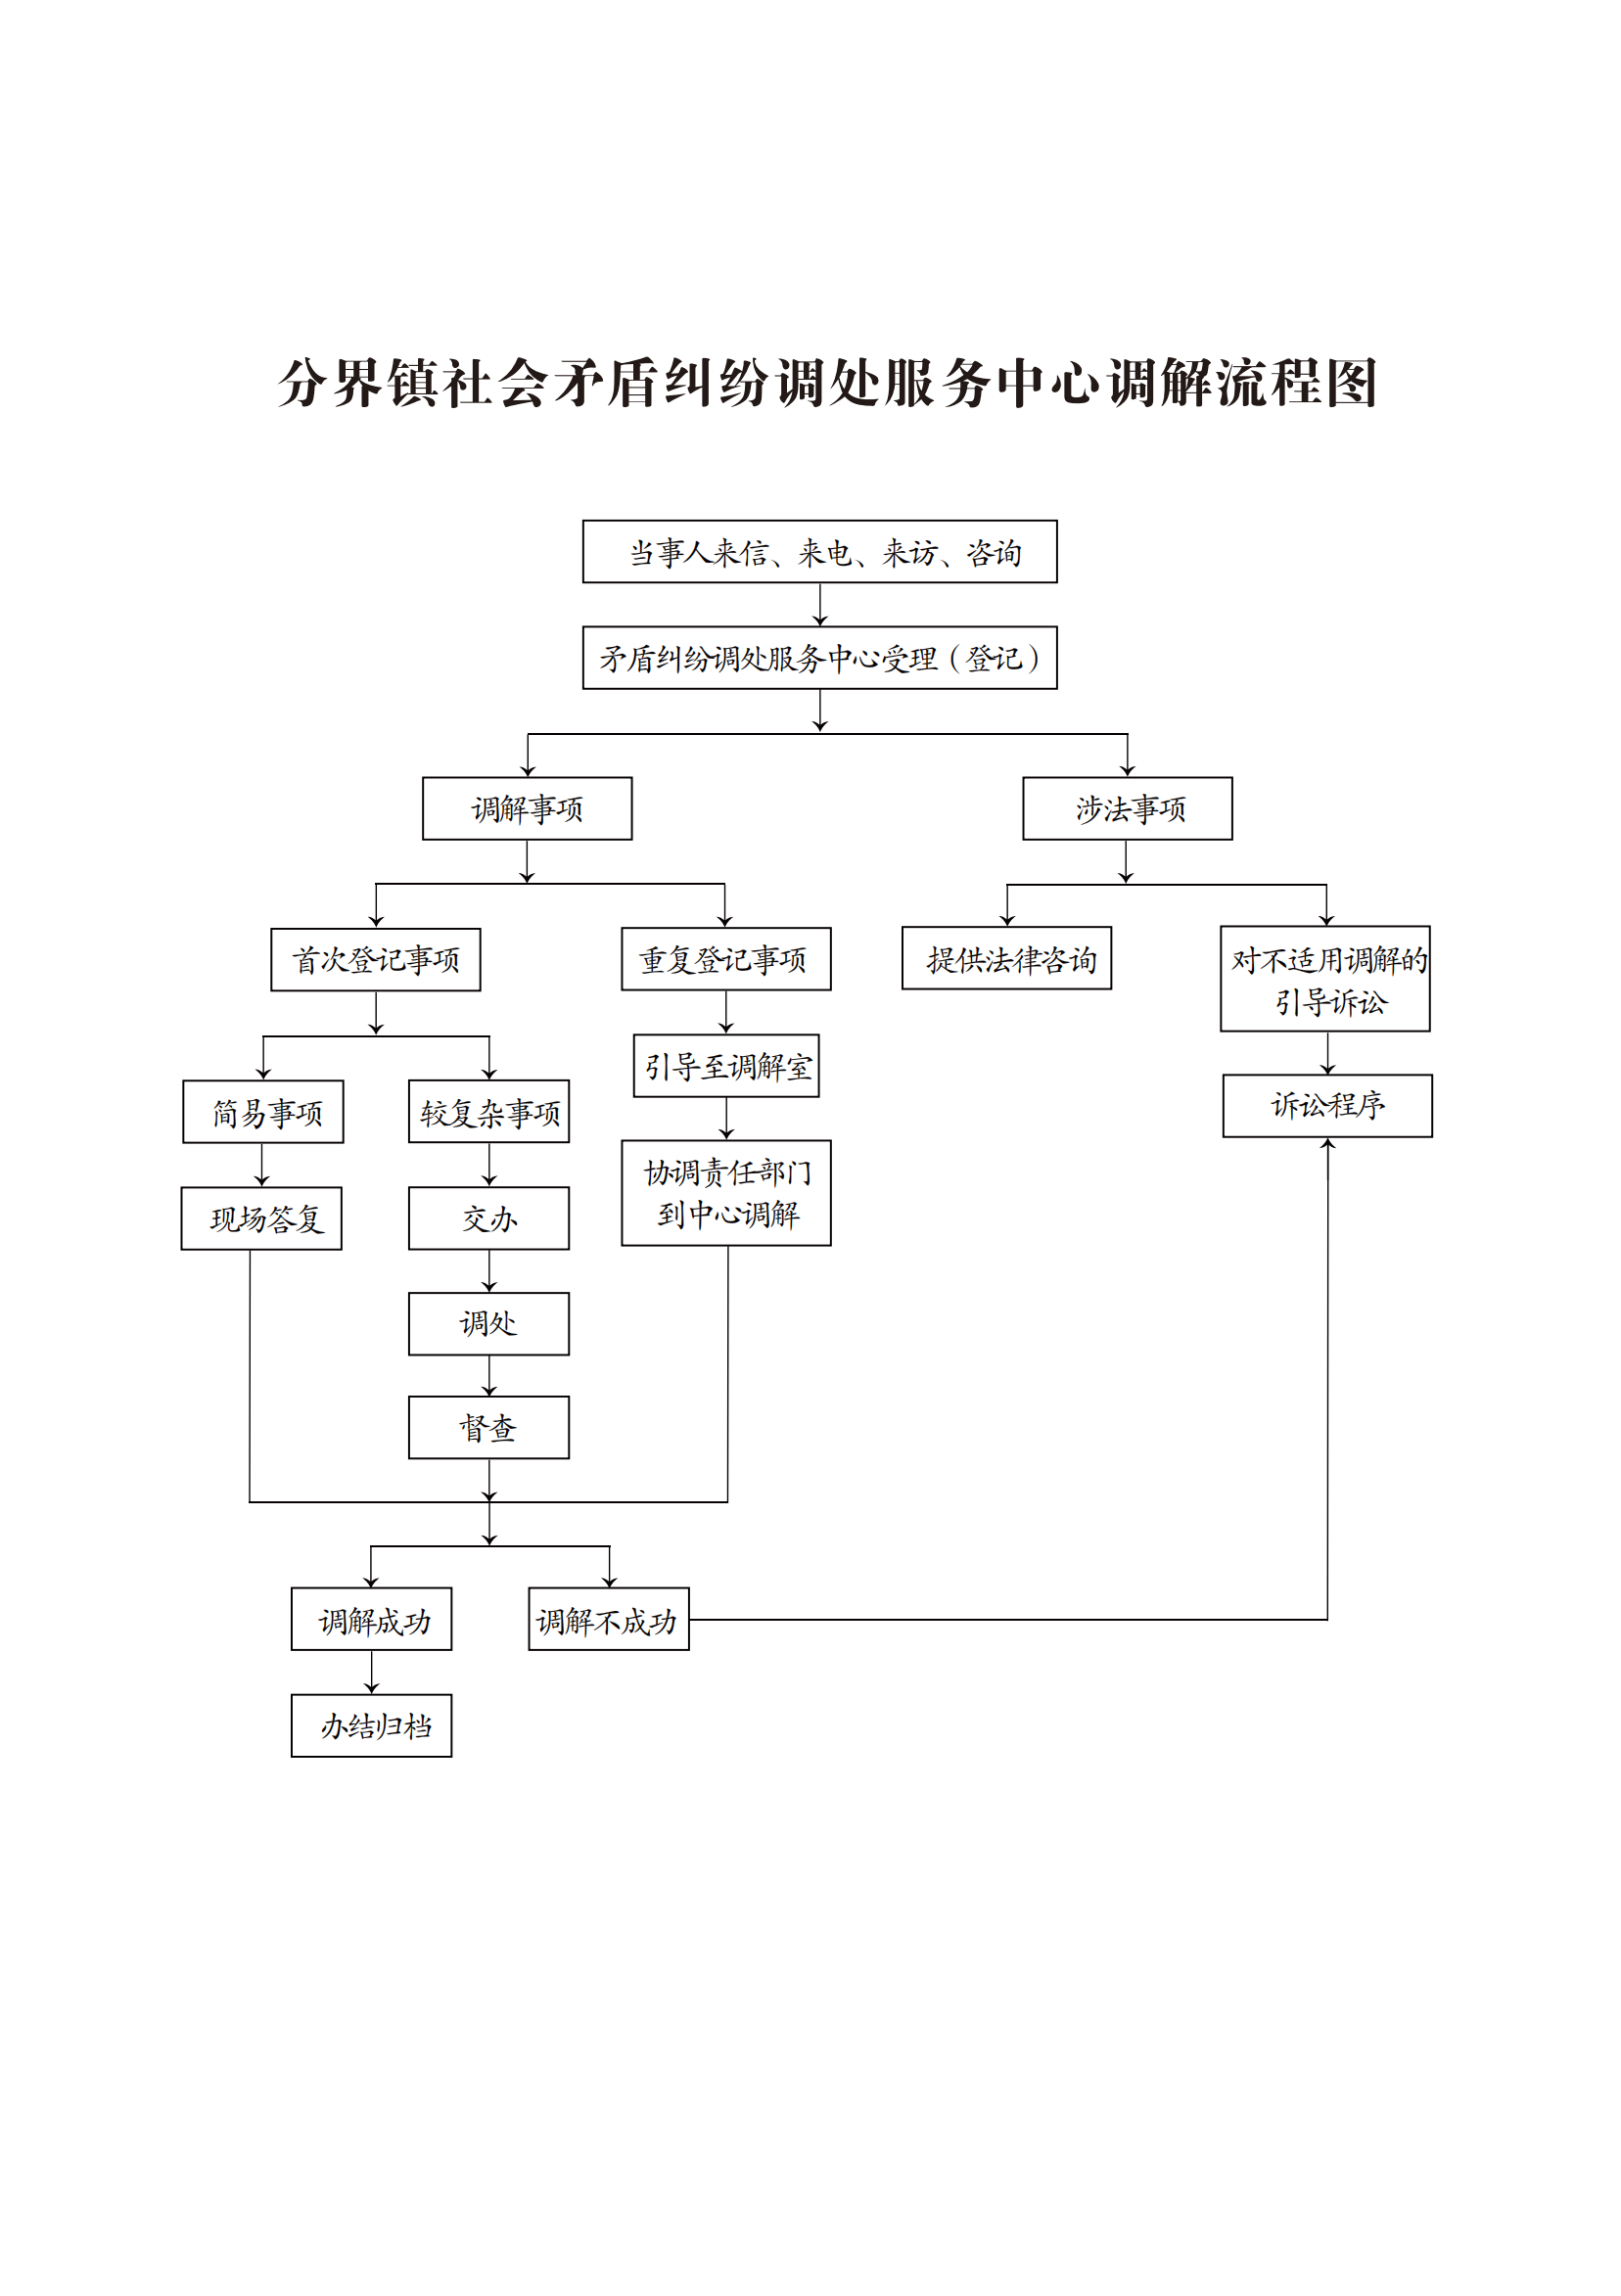 分界镇社会矛盾纠纷调处服务中心调解流程图
当事人来信、来电、来访、咨询
矛盾纠纷调处服务中心受理（登记）
调解事项
涉法事项
首次登记事项
重复登记事项
提供法律咨询
对不适用调解的
引导诉讼
引导至调解室
简易事项
较复杂事项
诉讼程序
协调责任部门
到中心调解
现场答复
交办
调处
督查
调解成功
调解不成功
办结归档